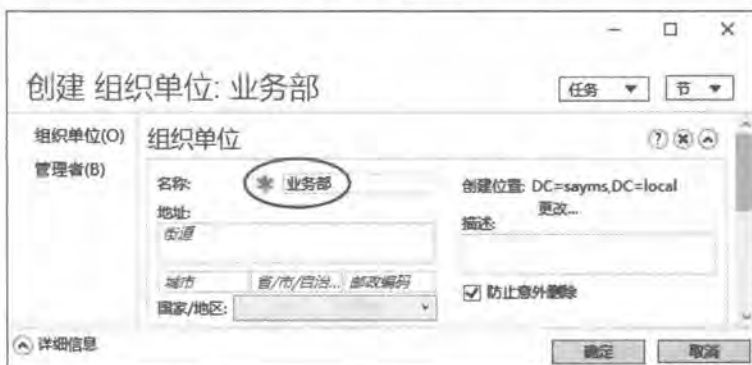 创建 组织单位: 业务部
任务
节
组织单位(O)
管理者(B)
组织单位
名称: * 业务部
地址:
街道
城市 省/市/自治... 邮政编码
国家/地区:
创建位置: DC=sayms,DC=local
更改...
描述:
防止意外删除
详细信息
确定
取消